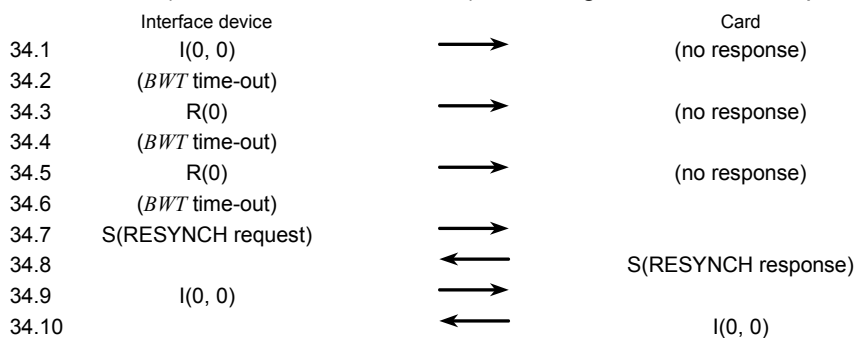 Interface device Card
34.1 I(0, 0) (no response)
34.2 (BWT time-out)
34.3 R(0) (no response)
34.4 (BWT time-out)
34.5 R(0) (no response)
34.6 (BWT time-out)
34.7 S(RESYNCH request)
34.8 S(RESYNCH response)
34.9 I(0, 0)
34.10 I(0, 0)